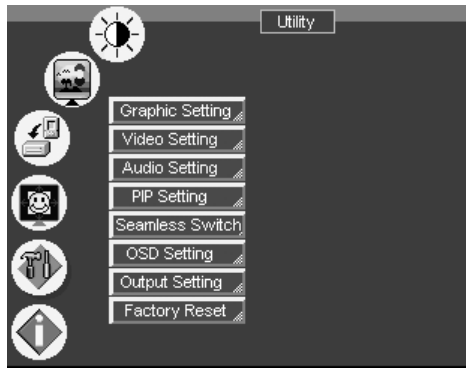 Utility
Graphic Setting
Video Setting
Audio Setting
PIP Setting
Seamless Switch
OSD Setting
Output Setting
Factory Reset